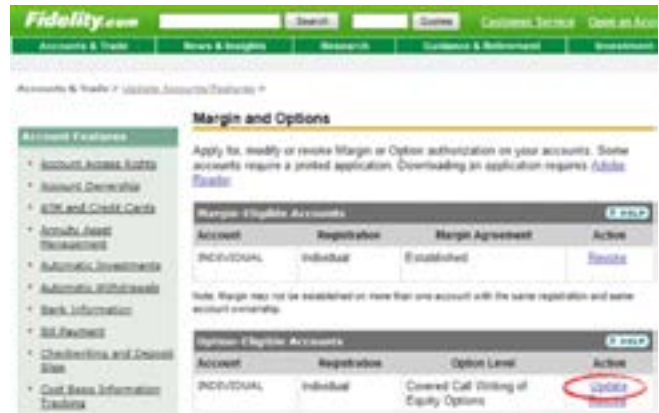 Fidelity.com Search Quotes Customer Service Open an Acco
Accounts & Trade News & Insights Research Guidance & Retirement Investment
Accounts & Trade > Update Accounts/Features >
Margin and Options
Account Features
Apply for, modify or revoke Margin or Option authorization on your accounts. Some
accounts require a printed application. Downloading an application requires Adobe
Reader.
Account Access Rights
Account Ownership
ATM and Credit Cards
Annuity Asset
Management
Automatic Investments
Automatic Withdrawals
Bank Information
Bill Payment
Checkwriting and Deposit
Slips
Cost Basis Information
Tracking
Margin-Eligible Accounts ? HELP
Account Registration Margin Agreement Action
INDIVIDUAL Individual Established Revoke
Note: Margin may not be established on more than one account with the same registration and same
account ownership.
Option-Eligible Accounts ? HELP
Account Registration Option Level Action
INDIVIDUAL Individual Covered Call Writing of Update
Equity Options Revoke